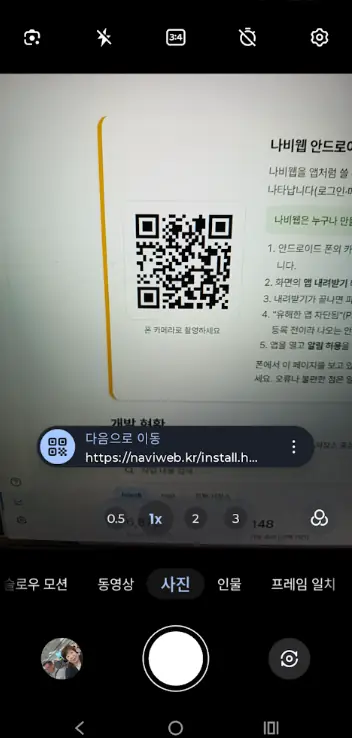 3:4
나비웹 안드로이
나비웹을 앱처럼 쓸
나타납니다(로그인·
나비웹은 누구나 만
1. 안드로이드 폰의 카
니다.
2. 화면의 앱 내려받기
3. 내려받기가 끝나면
4. "유해한 앱 차단됨"(P
등록 전이라 나오는 안
5. 앱을 열고 알림 허용을
폰 카메라로 촬영하세요
폰에서 이 페이지를 보고 있
세요. 오류나 불편한 점은
개발 현황
다음으로 이동
https://naviweb.kr/install.h...
0.5 1x 2 3
148
슬로우 모션 동영상 사진 인물 프레임 일치